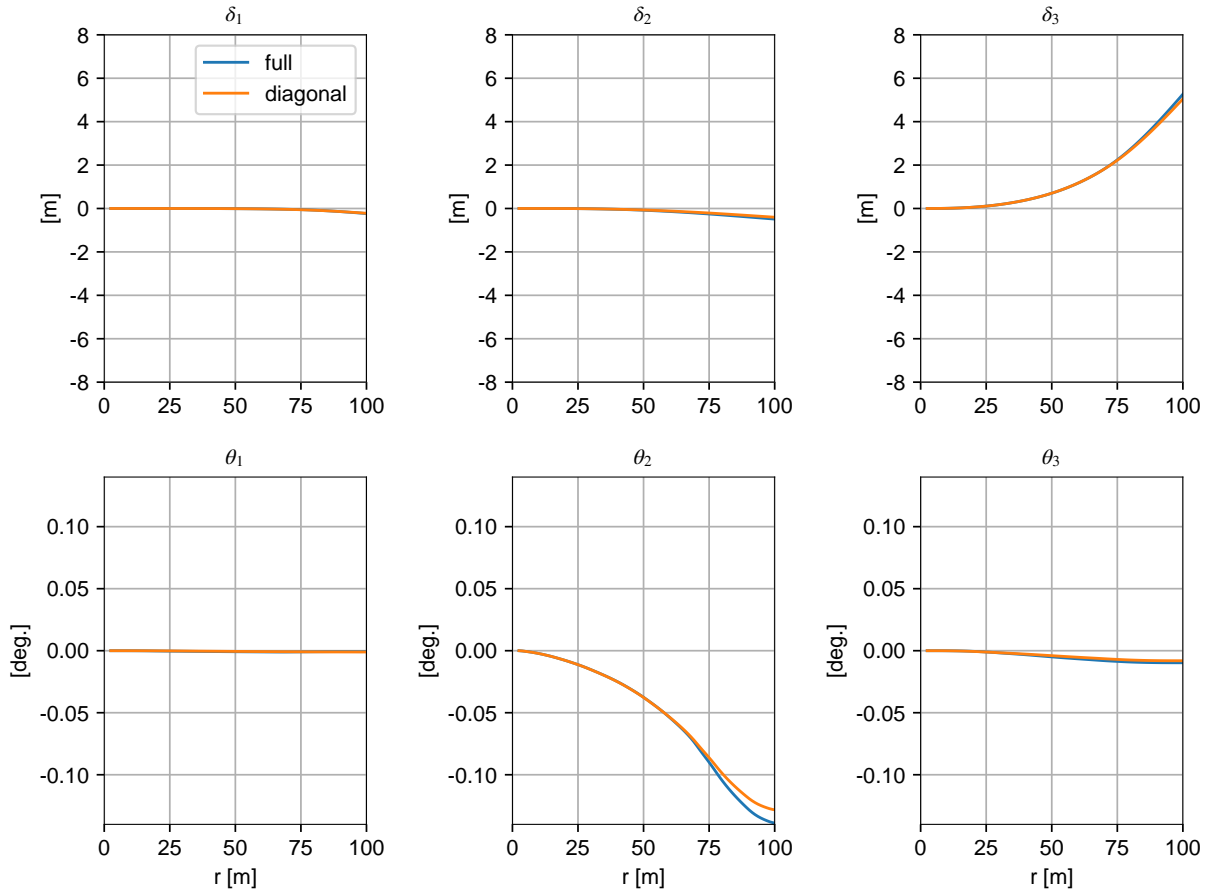 δ1 δ2 δ3
full
diagonal
8 8 8
6 6 6
4 4 4
2 2 2
0 0 0
-2 -2 -2
-4 -4 -4
-6 -6 -6
-8 -8 -8
[m] [m] [m]
0 25 50 75 100 0 25 50 75 100 0 25 50 75 100
θ1 θ2 θ3
0.10 0.10 0.10
0.05 0.05 0.05
0.00 0.00 0.00
-0.05 -0.05 -0.05
-0.10 -0.10 -0.10
[deg.] [deg.] [deg.]
0 25 50 75 100 0 25 50 75 100 0 25 50 75 100
r [m] r [m] r [m]